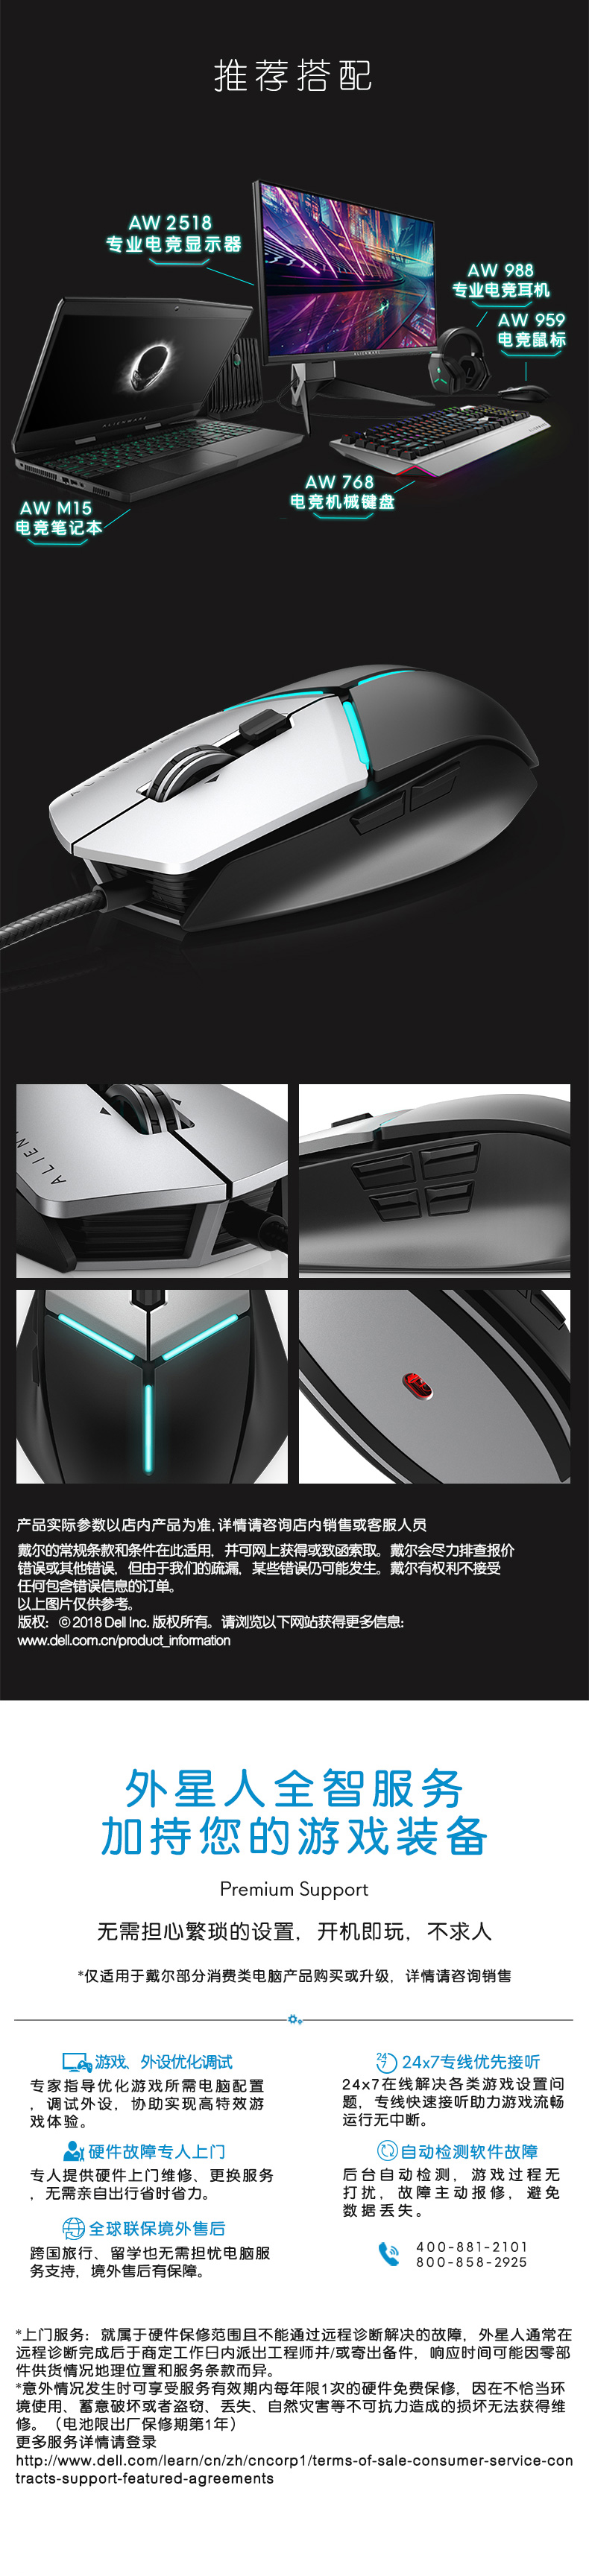 推荐搭配
AW 2518
专业电竞显示器
AW 988
专业电竞耳机
AW 959
电竞鼠标
ALIENWARE
ALIENWARE
AW 768
电竞机械键盘
AW M15
电竞笔记本
ALIEN
产品实际参数以店内产品为准,详情请咨询店内销售或客服人员
戴尔的常规条款和条件在此适用，并可网上获得或致函索取。戴尔会尽力排查报价
错误或其他错误，但由于我们的疏漏，某些错误仍可能发生。戴尔有权利不接受
任何包含错误信息的订单。
以上图片仅供参考。
版权：©2018 Dell Inc. 版权所有。请浏览以下网站获得更多信息:
www.dell.com.cn/product_information
外星人全智服务
加持您的游戏装备
Premium Support
无需担心繁琐的设置，开机即玩，不求人
*仅适用于戴尔部分消费类电脑产品购买或升级，详情请咨询销售
游戏、外设优化调试
专家指导优化游戏所需电脑配置
，调试外设，协助实现高特效游
戏体验。
24x7专线优先接听
24x7在线解决各类游戏设置问
题，专线快速接听助力游戏流畅
运行无中断。
硬件故障专人上门
专人提供硬件上门维修、更换服务
，无需亲自出行省时省力。
自动检测软件故障
后台自动检测，游戏过程无
打扰，故障主动报修，避免
数据丢失。
全球联保境外售后
跨国旅行、留学也无需担忧电脑服
务支持，境外售后有保障。
400-881-2101
800-858-2925
*上门服务：就属于硬件保修范围且不能通过远程诊断解决的故障，外星人通常在
远程诊断完成后于商定工作日内派出工程师并/或寄出备件，响应时间可能因零部
件供货情况地理位置和服务条款而异。
*意外情况发生时可享受服务有效期内每年限1次的硬件免费保修，因在不恰当环
境使用、蓄意破坏或者盗窃、丢失、自然灾害等不可抗力造成的损坏无法获得维
修。（电池限出厂保修期第1年）
更多服务详情请登录
http://www.dell.com/learn/cn/zh/cncorp1/terms-of-sale-consumer-service-con
tracts-support-featured-agreements